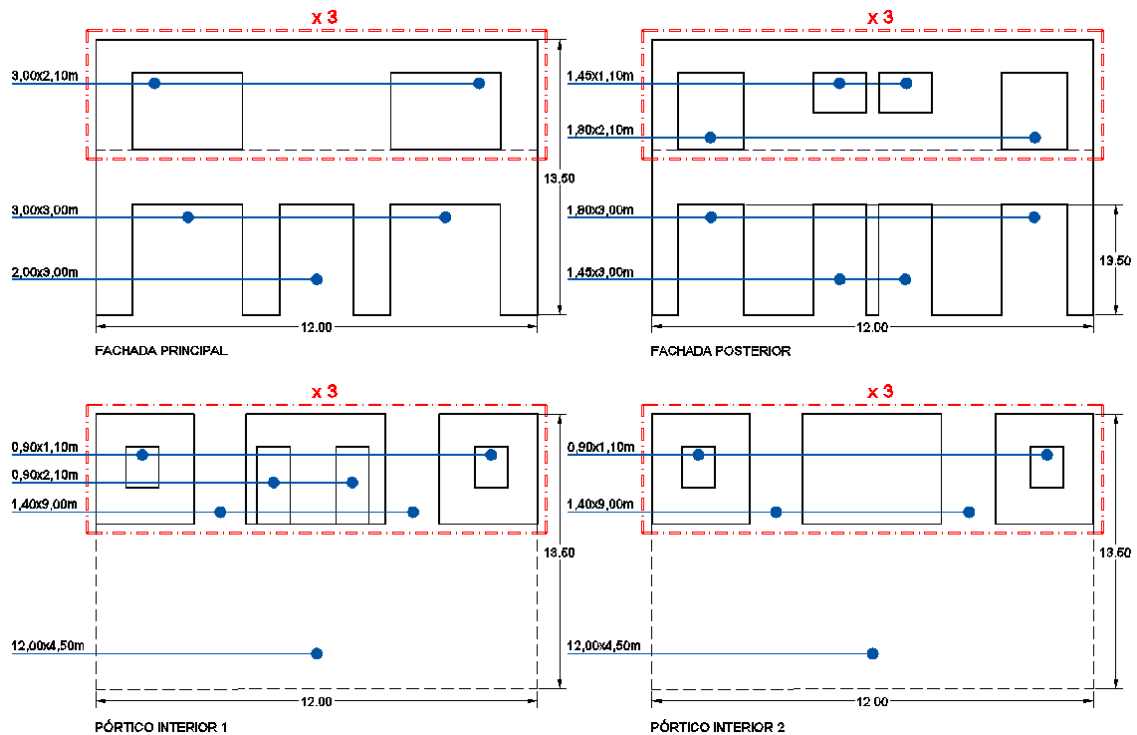 x 3
3,00x2,10m
3,00x3,00m
2,00x3,00m
13.50
12.00
FACHADA PRINCIPAL
x 3
1,45x1,10m
1,80x2,10m
1,80x3,00m
1,45x3,00m
13.50
12.00
FACHADA POSTERIOR
x 3
0,90x1,10m
0,90x2,10m
1,40x9,00m
12,00x4,50m
13.50
12.00
PÓRTICO INTERIOR 1
x 3
0,90x1,10m
1,40x9,00m
12,00x4,50m
13.50
12.00
PÓRTICO INTERIOR 2